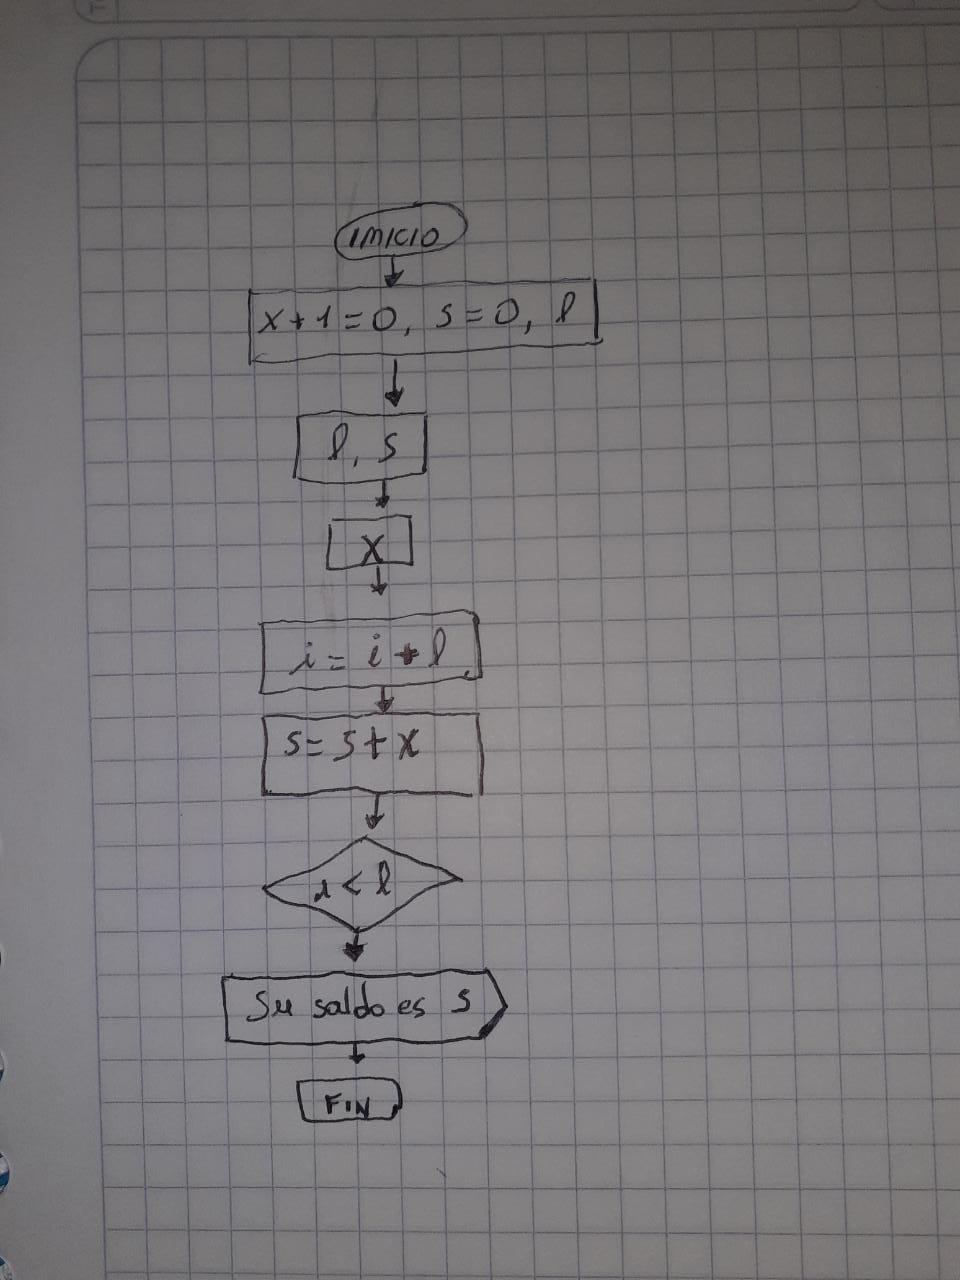 INICIO
x+1=0, s=0, l
l, s
x
i = i + l
s= s + x
i < l
Su saldo es s
FIN